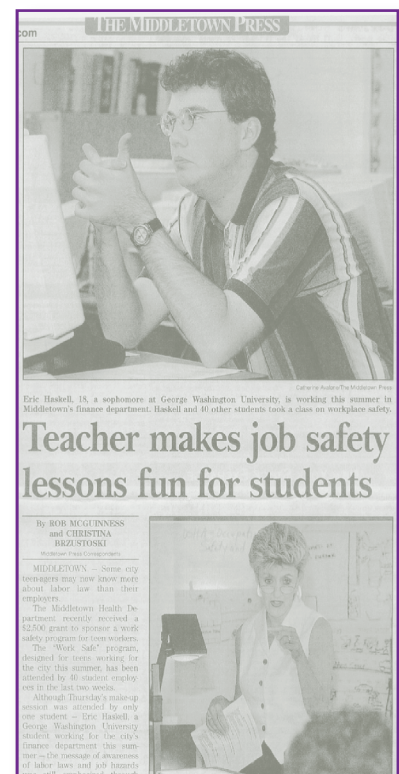 com
THE MIDDLETOWN PRESS
Catherine Avalone/The Middletown Press
Eric Haskell, 18, a sophomore at George Washington University, is working this summer in
Middletown's finance department. Haskell and 40 other students took a class on workplace safety.
Teacher makes job safety
lessons fun for students
By ROB MCGUINNESS
and CHRISTINA
BRZUSTOSKI
Middletown Press Correspondents
MIDDLETOWN — Some city
teen-agers may now know more
about labor law than their
employers.
The Middletown Health De-
partment recently received a
$2,500 grant to sponsor a work
safety program for teen workers.
The "Work Safe" program,
designed for teens working for
the city this summer, has been
attended by 40 student employ-
ees in the last two weeks.
Although Thursday's make-up
session was attended by only
one student — Eric Haskell, a
George Washington University
student working for the city's
finance department this sum-
mer — the message of awareness
of labor laws and job hazards